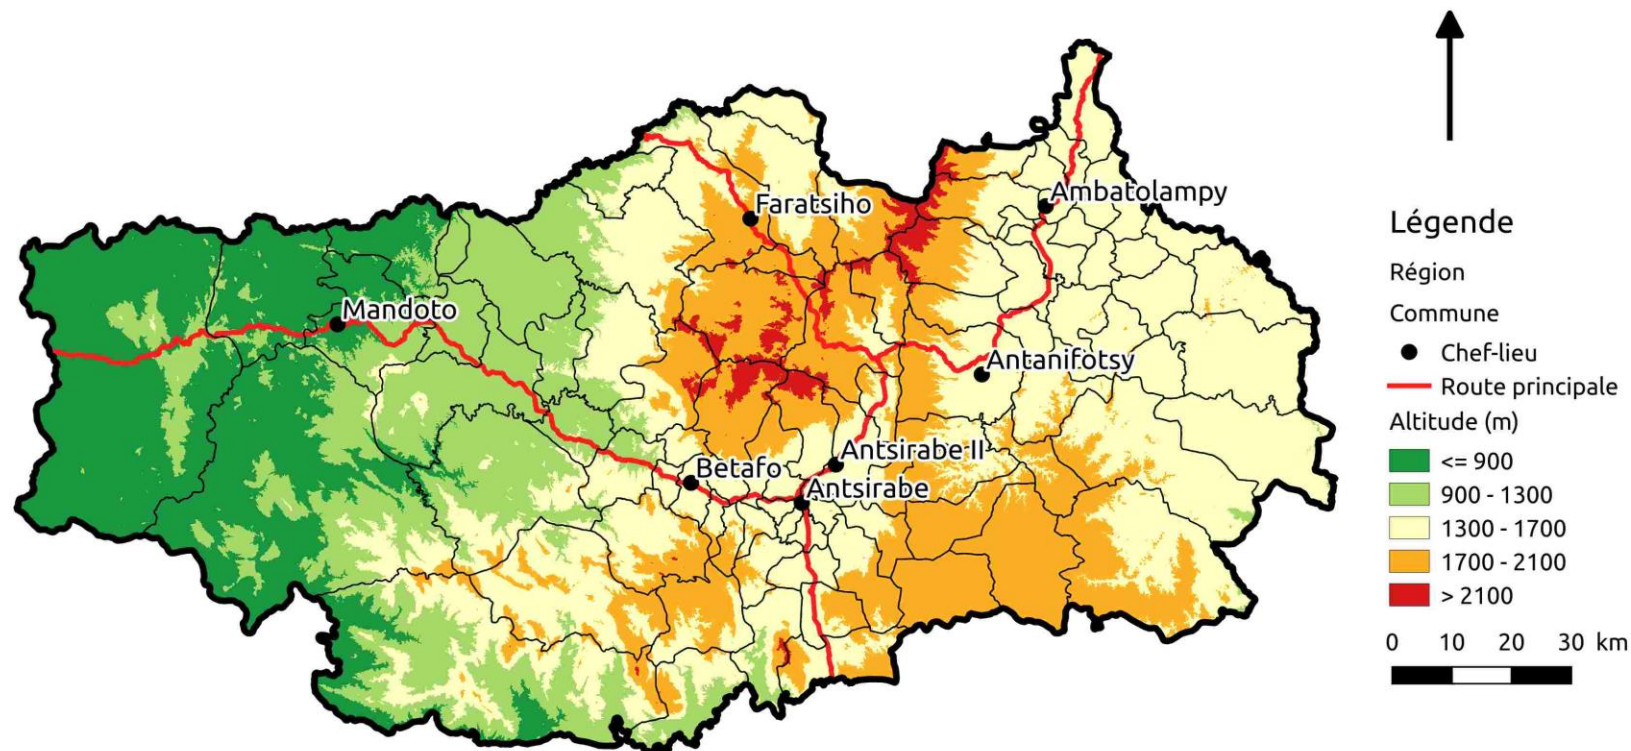 Faratsiho
Ambatolampy
Mandoto
Antanifotsy
Antsirabe II
Betafo
Antsirabe
Légende
Région
Commune
Chef-lieu
Route principale
Altitude (m)
<= 900
900 - 1300
1300 - 1700
1700 - 2100
> 2100
0 10 20 30 km